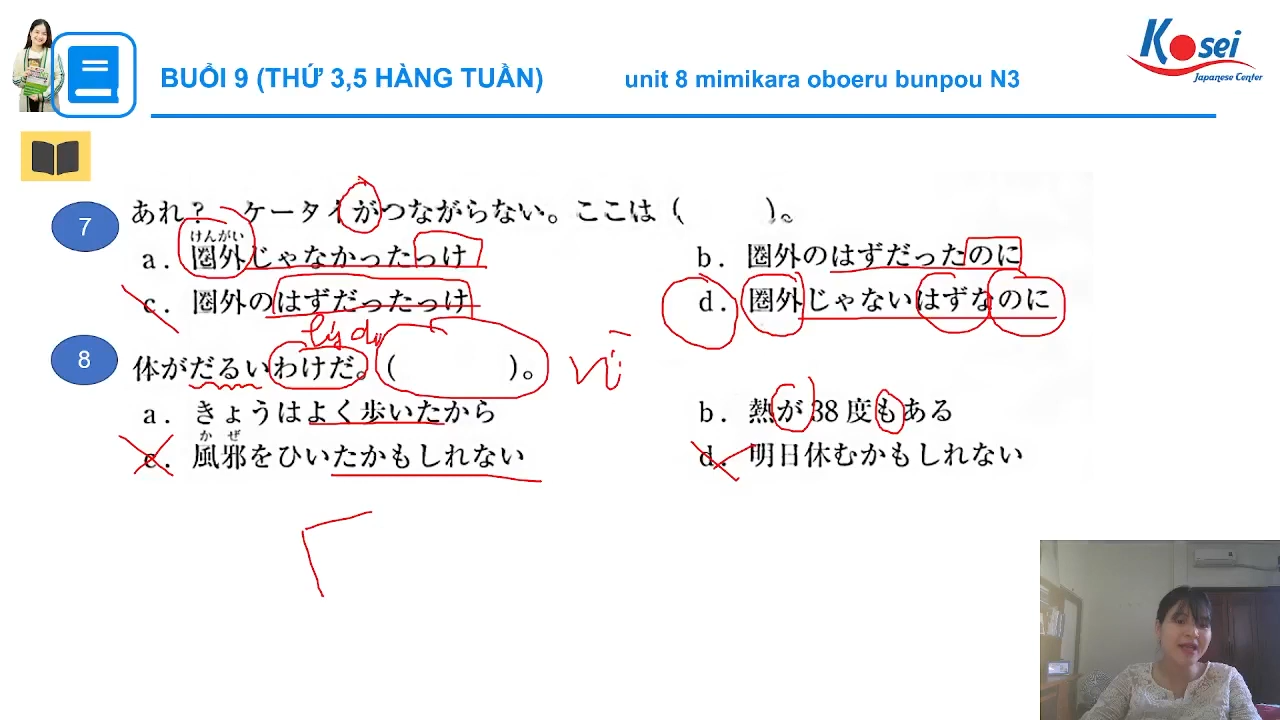 Kosei
Japanese Center
BUỔI 9 (THỨ 3,5 HÀNG TUẦN) unit 8 mimikara oboeru bunpou N3
7 あれ? ケータイがつながらない。ここは( )。
けんがい
a. 圏外じゃなかったっけ b. 圏外のはずだったのに
c. 圏外のはずだったっけ d. 圏外じゃないはずなのに
lý do
8 体がだるいわけだ。( )。 vì
a. きょうはよく歩いたから b. 熱が38度もある
かぜ
c. 風邪をひいたかもしれない d. 明日休むかもしれない